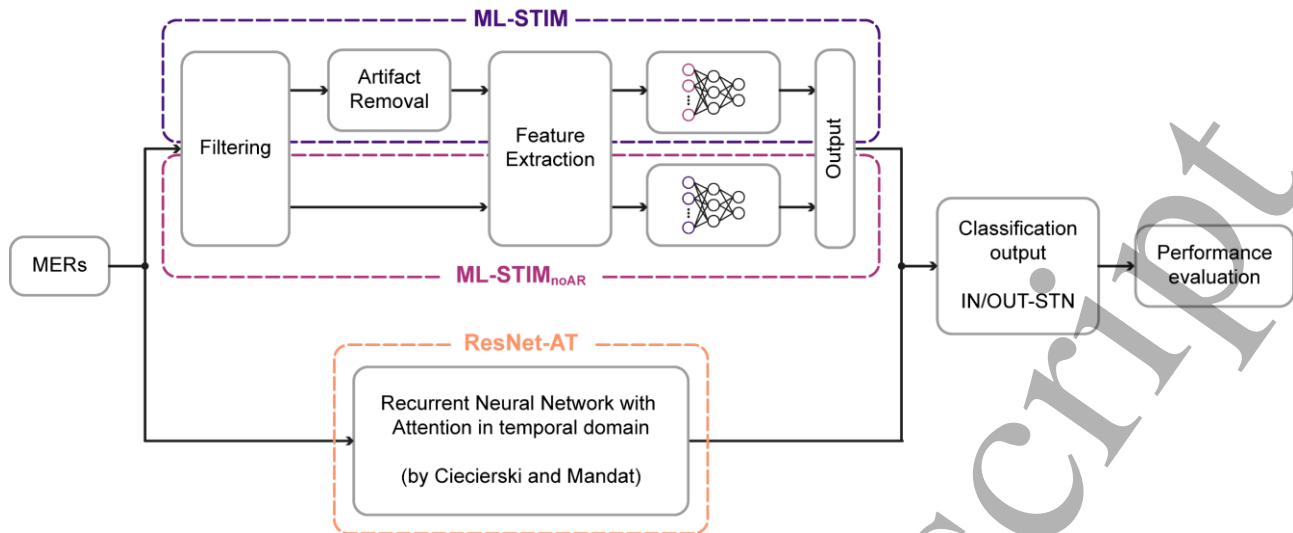 ML-STIM
Artifact
Removal
Filtering
Feature
Extraction
Output
MERs
ML-STIMnoAR
Classification
output
IN/OUT-STN
Performance
evaluation
ResNet-AT
Recurrent Neural Network with
Attention in temporal domain
(by Ciecierski and Mandat)
script